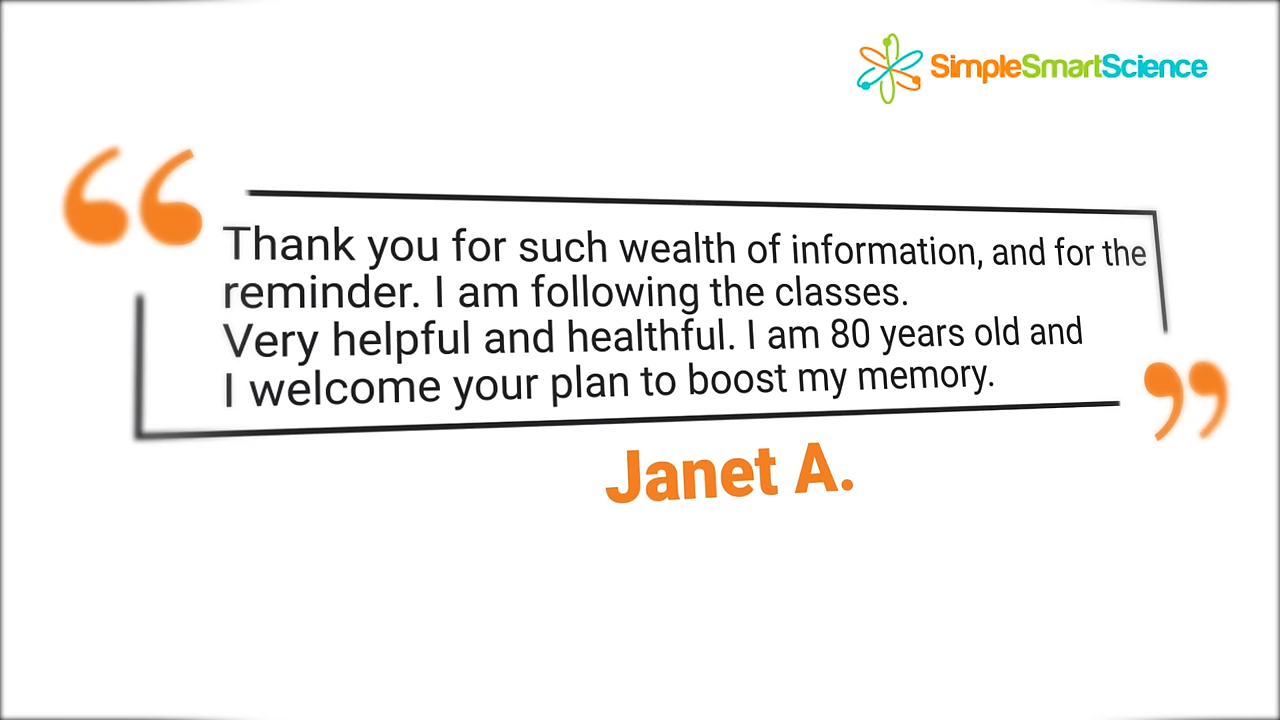 SimpleSmartScience
Thank you for such wealth of information, and for the
reminder. I am following the classes.
Very helpful and healthful. I am 80 years old and
I welcome your plan to boost my memory.
Janet A.